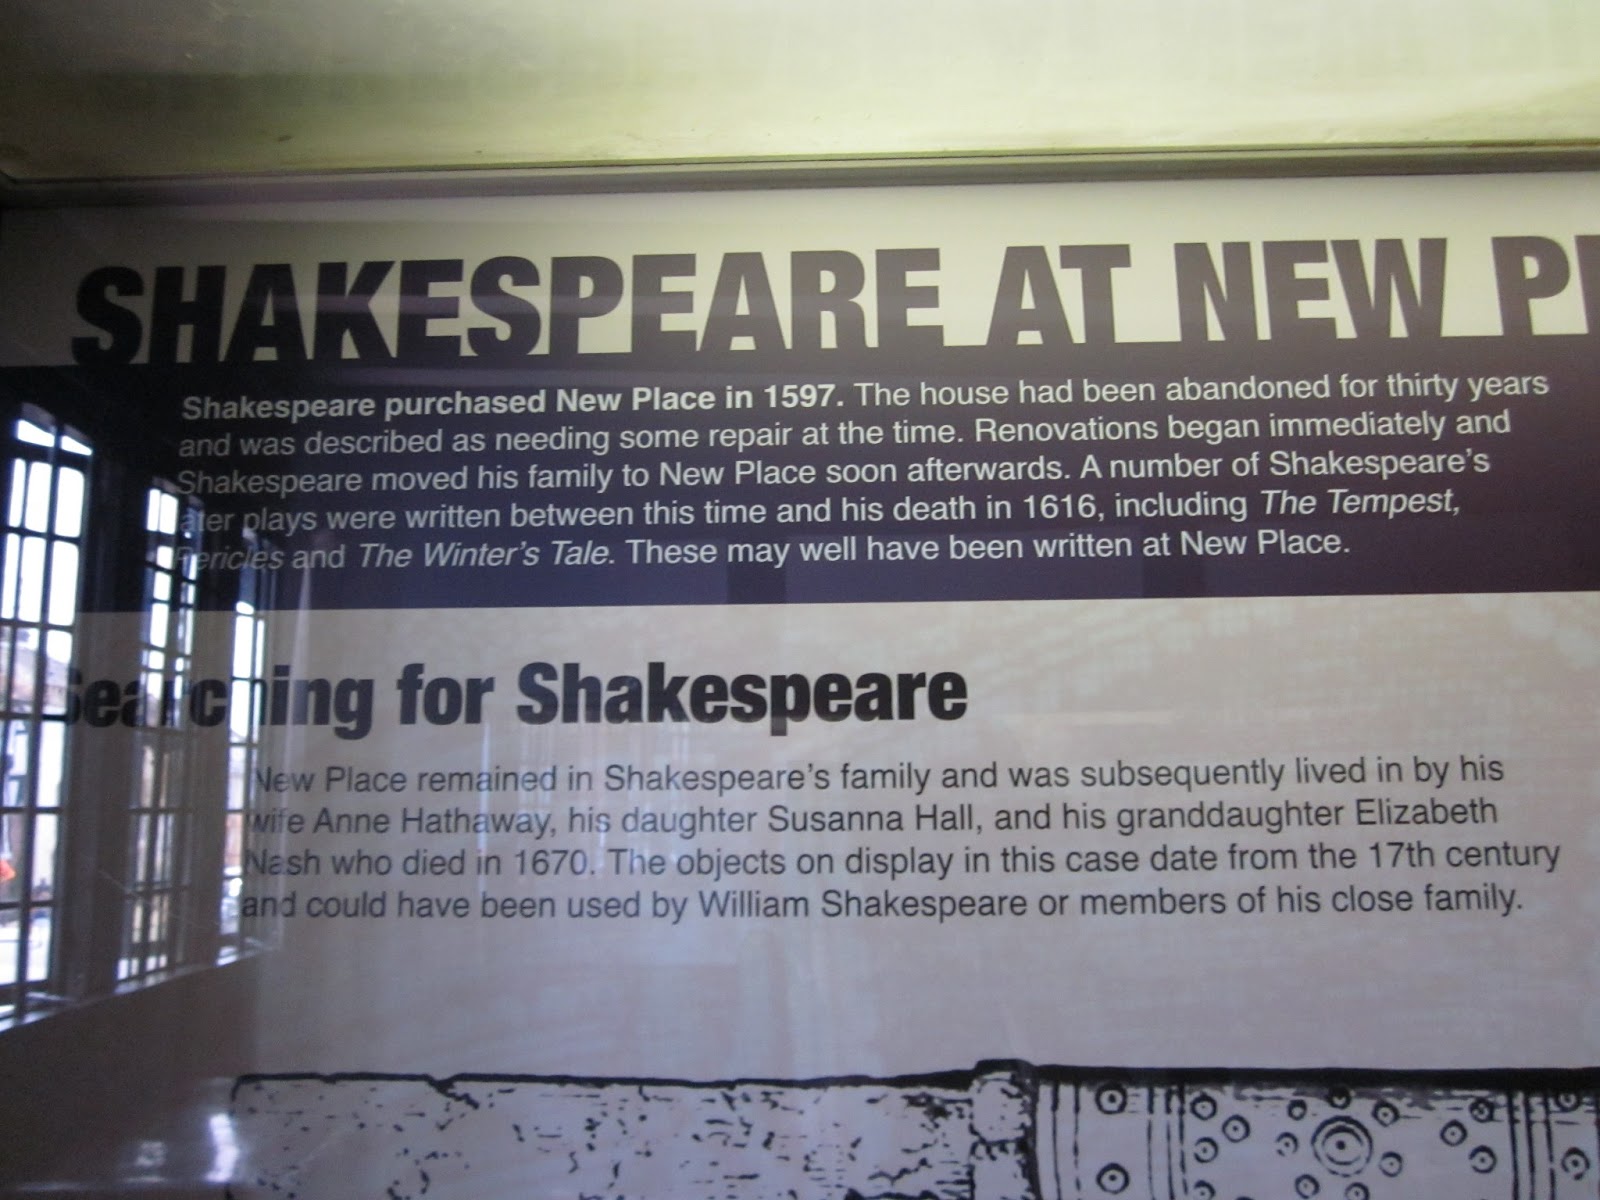 SHAKESPEARE AT NEW PL
Shakespeare purchased New Place in 1597. The house had been abandoned for thirty years
and was described as needing some repair at the time. Renovations began immediately and
Shakespeare moved his family to New Place soon afterwards. A number of Shakespeare's
later plays were written between this time and his death in 1616, including The Tempest,
Pericles and The Winter's Tale. These may well have been written at New Place.
Searching for Shakespeare
New Place remained in Shakespeare's family and was subsequently lived in by his
wife Anne Hathaway, his daughter Susanna Hall, and his granddaughter Elizabeth
Nash who died in 1670. The objects on display in this case date from the 17th century
and could have been used by William Shakespeare or members of his close family.